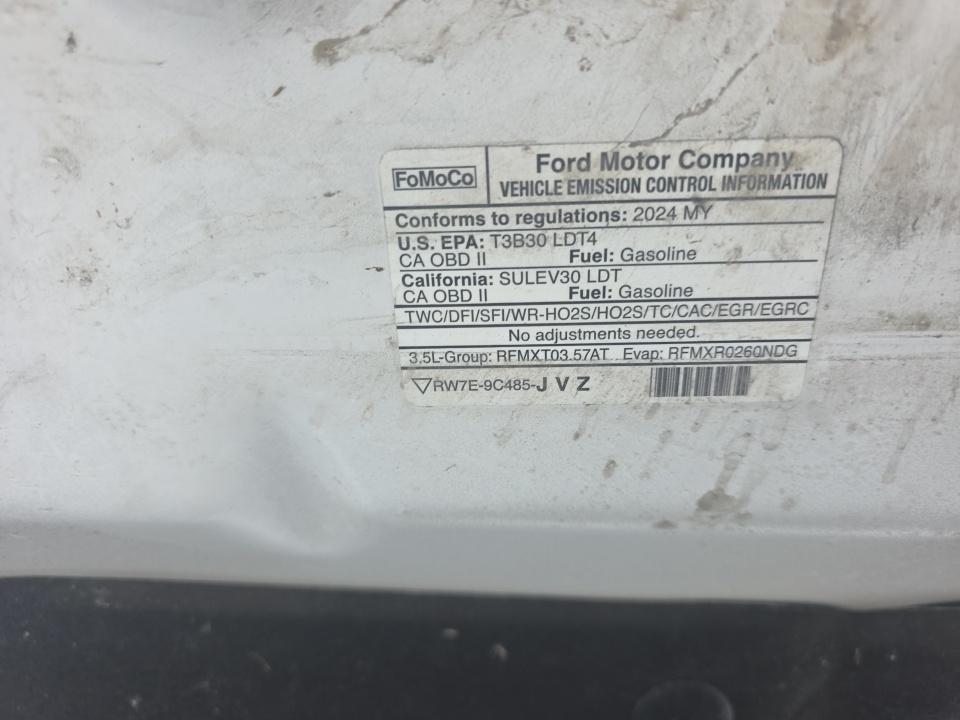 FoMoCo
Ford Motor Company
VEHICLE EMISSION CONTROL INFORMATION
Conforms to regulations: 2024 MY
U.S. EPA: T3B30 LDT4
CA OBD II Fuel: Gasoline
California: SULEV30 LDT
CA OBD II Fuel: Gasoline
TWC/DFI/SFI/WR-HO2S/HO2S/TC/CAC/EGR/EGRC
No adjustments needed.
3.5L-Group: RFMXT03.57AT Evap: RFMXR0260NDG
RW7E-9C485-J V Z